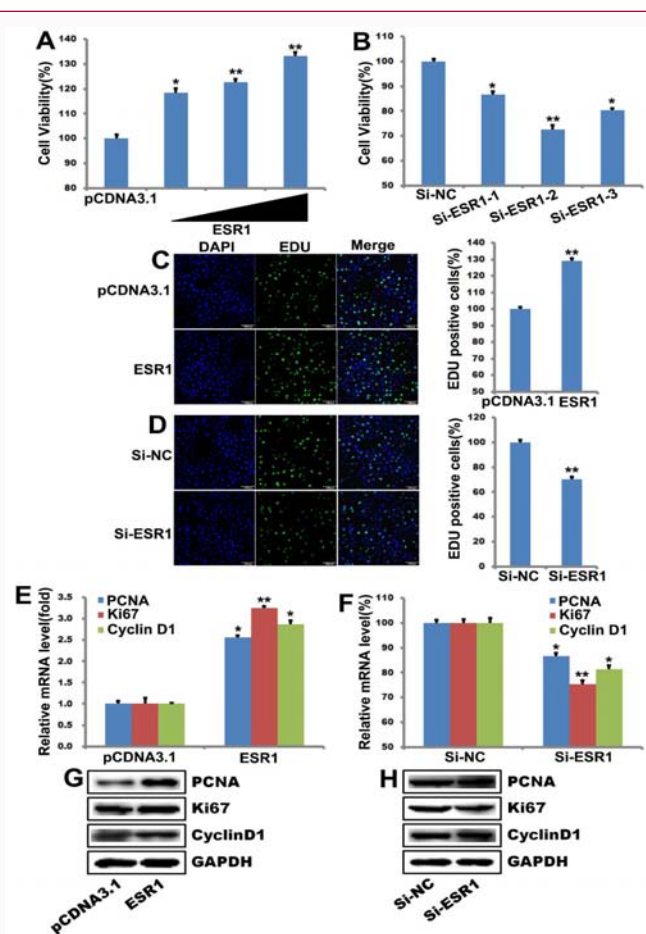 A
Cell Viability(%)
140
130
120
110
100
90
80
*
**
**
pCDNA3.1
ESR1
B
Cell Viability(%)
110
100
90
80
70
60
50
*
**
*
Si-NC
Si-ESR1-1
Si-ESR1-2
Si-ESR1-3
C
DAPI
EDU
Merge
pCDNA3.1
ESR1
EDU positive cells(%)
140
130
120
110
100
90
80
70
60
50
**
pCDNA3.1 ESR1
D
Si-NC
Si-ESR1
EDU positive cells(%)
120
100
80
60
40
20
0
**
Si-NC Si-ESR1
E
Relative mRNA level(fold)
3.5
3.0
2.5
2.0
1.5
1.0
0.5
0.0
PCNA
Ki67
Cyclin D1
*
**
*
pCDNA3.1
ESR1
F
Relative mRNA level(%)
110
100
90
80
70
60
50
PCNA
Ki67
Cyclin D1
*
**
*
Si-NC
Si-ESR1
G
PCNA
Ki67
CyclinD1
GAPDH
pCDNA3.1
ESR1
H
PCNA
Ki67
CyclinD1
GAPDH
Si-NC
Si-ESR1